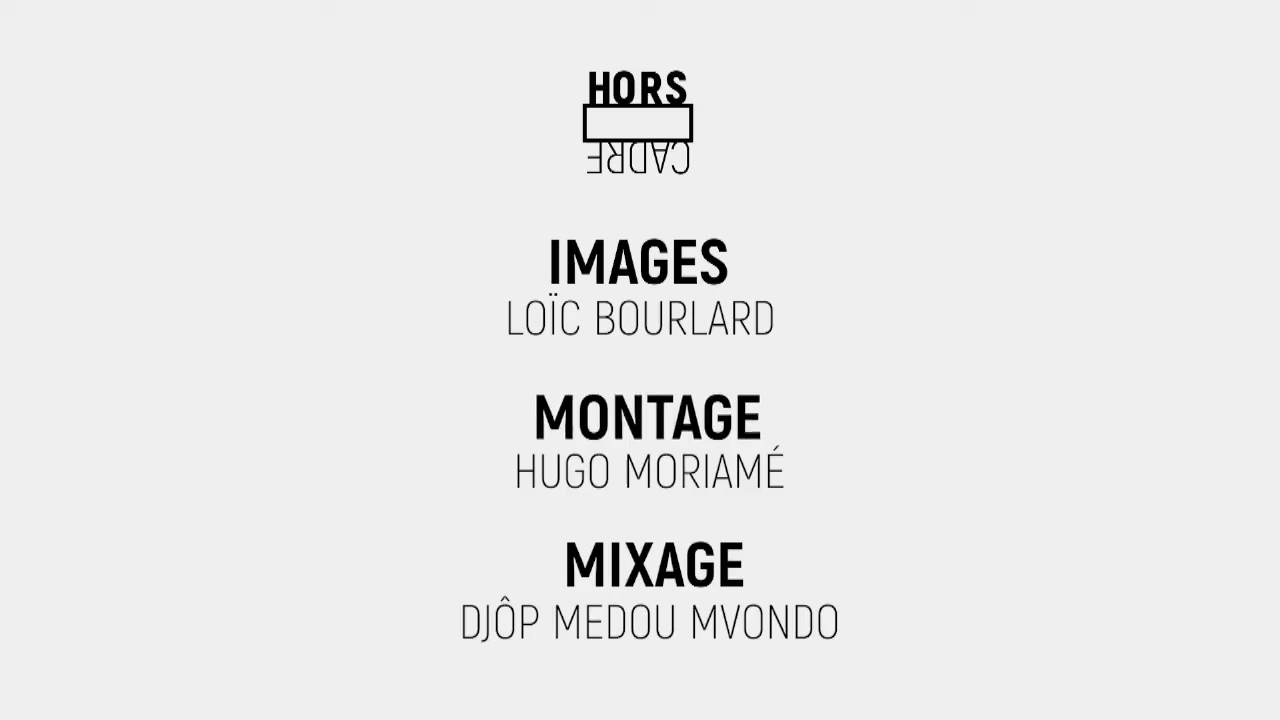 HORS
CADRE
IMAGES
LOÏC BOURLARD
MONTAGE
HUGO MORIAMÉ
MIXAGE
DJÔP MEDOU MVONDO